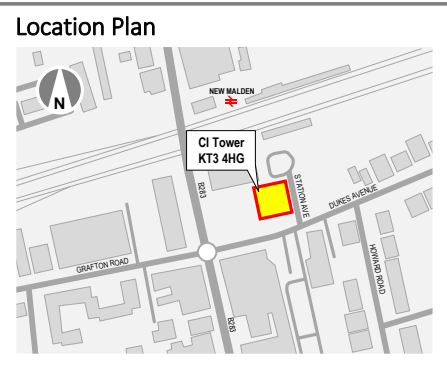 Location Plan
N
NEW MALDEN
CI Tower
KT3 4HG
B283
STATION AVE
DUKES AVENUE
HOWARD ROAD
GRAFTON ROAD
B283